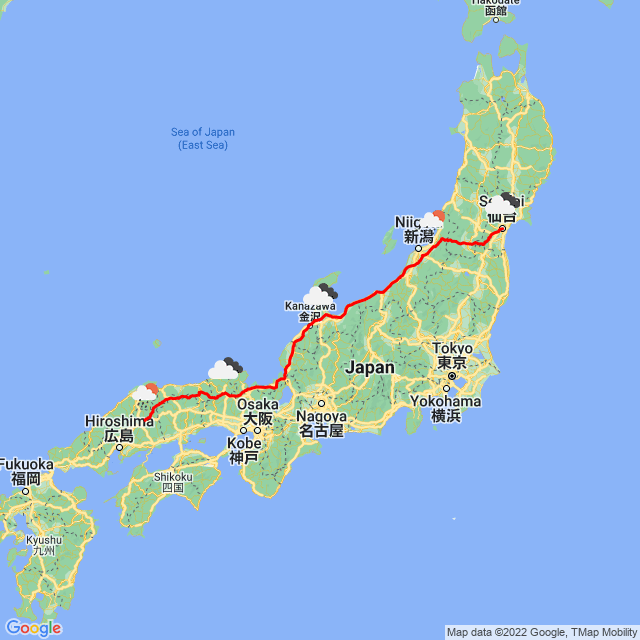 Hakodate
函館
Sea of Japan
(East Sea)
仙台
新潟
Kanazawa
金沢
Tokyo
東京
Japan
Yokohama
横浜
Nagoya
名古屋
Osaka
大阪
Kobe
神戸
Hiroshima
広島
Shikoku
四国
Fukuoka
福岡
Kyushu
九州
Google
Map data ©2022 Google, TMap Mobility